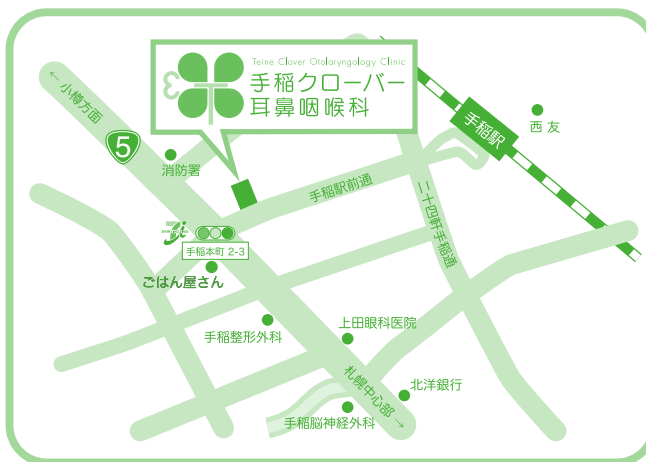 Teine Clover Otolaryngology Clinic
手稲クローバー
耳鼻咽喉科
← 小樽方面
5
消防署
手稲駅
西友
手稲駅前通
二十四軒手稲通
手稲本町 2-3
ごはん屋さん
手稲整形外科
上田眼科医院
札幌中心部 →
北洋銀行
手稲脳神経外科